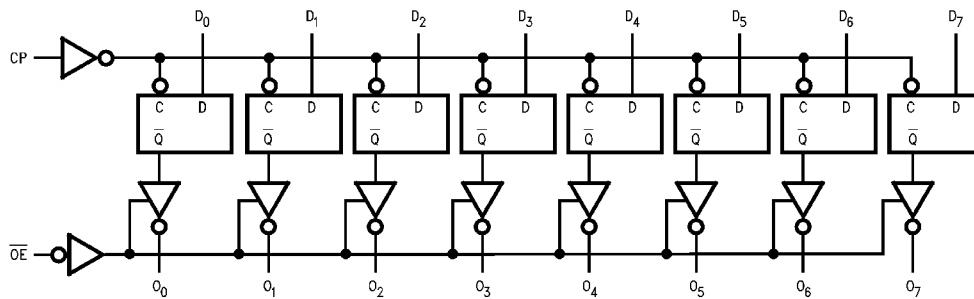 D₀ D₁ D₂ D₃ D₄ D₅ D₆ D₇
CP
C D C D C D C D C D C D C D C D
Q̅ Q̅ Q̅ Q̅ Q̅ Q̅ Q̅ Q̅
O̅E̅
O₀ O₁ O₂ O₃ O₄ O₅ O₆ O₇